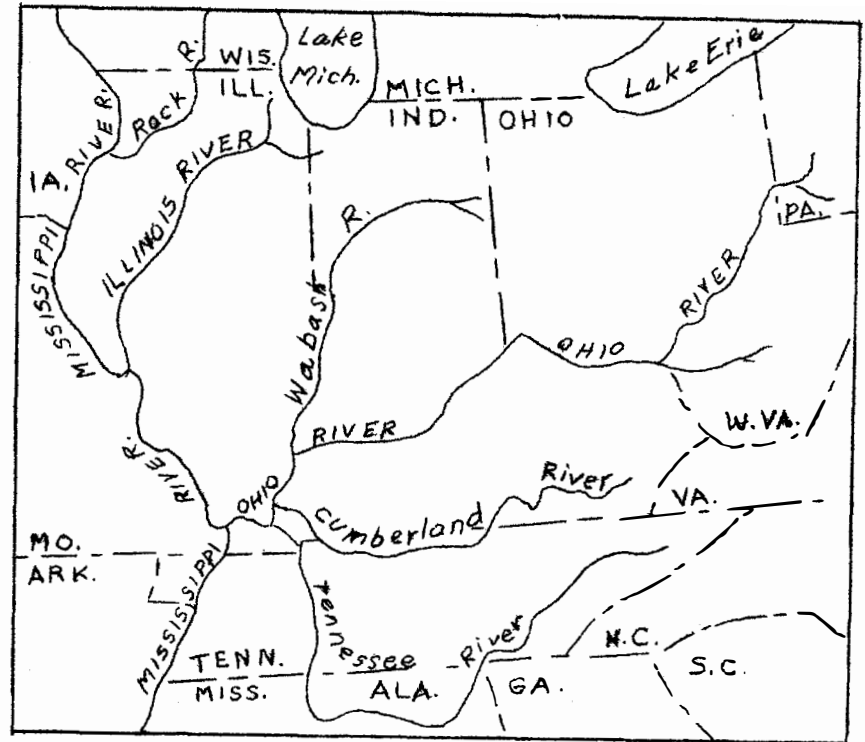 Lake
Mich.
Lake Erie
WIS.
ILL.
Rock R.
MICH.
IND.
OHIO
IA.
MISSISSIPPI RIVER.
ILLINOIS RIVER
Wabash R.
PA.
OHIO RIVER
RIVER
W. VA.
RIVER R.
OHIO
Cumberland River
VA.
MO.
ARK.
MISSISSIPPI
Tennessee River
TENN.
MISS.
ALA.
GA.
N.C.
S.C.